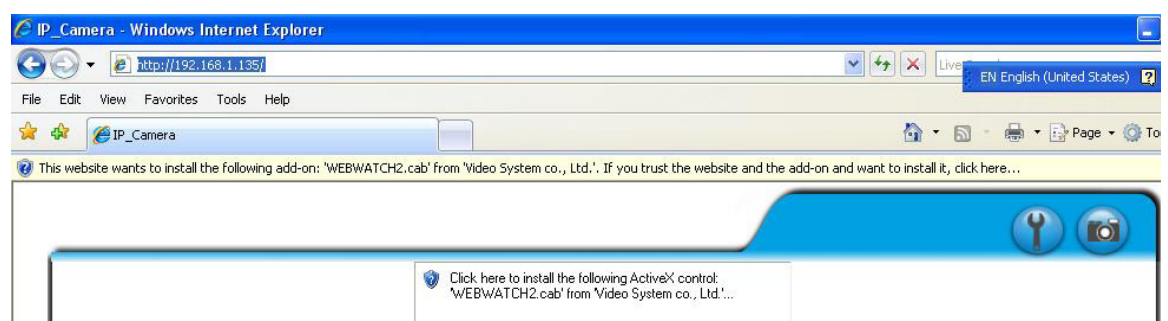 IP_Camera - Windows Internet Explorer
http://192.168.1.135/
EN English (United States)
File Edit View Favorites Tools Help
IP_Camera
Page
This website wants to install the following add-on: 'WEBWATCH2.cab' from 'Video System co., Ltd.'. If you trust the website and the add-on and want to install it, click here...
Click here to install the following ActiveX control:
'WEBWATCH2.cab' from 'Video System co., Ltd.'...